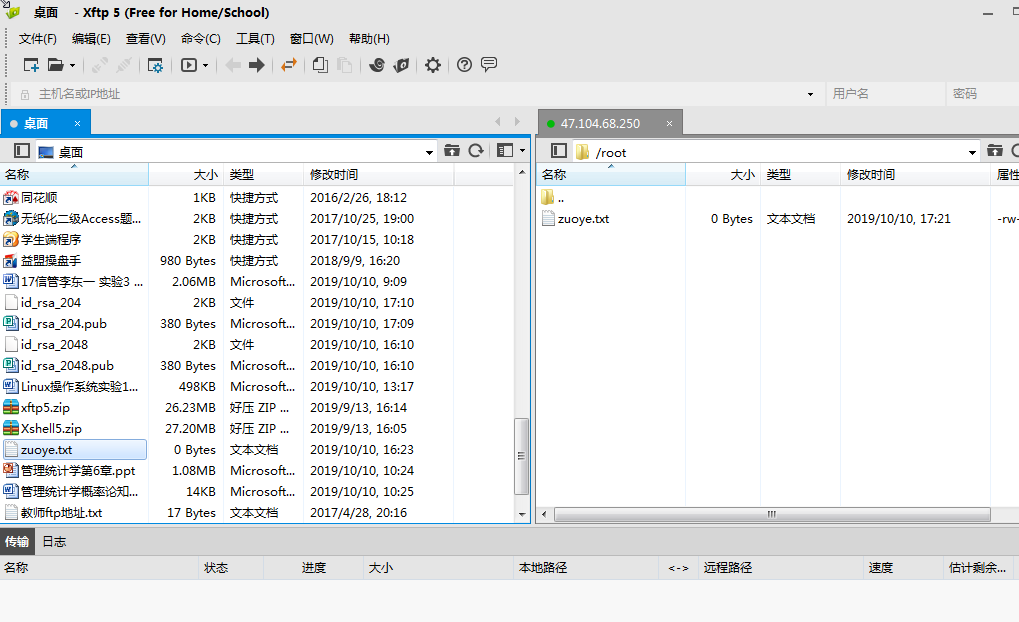 桌面 - Xftp 5 (Free for Home/School)
文件(F) 编辑(E) 查看(V) 命令(C) 工具(T) 窗口(W) 帮助(H)
主机名或IP地址 用户名 密码
桌面 × 47.104.68.250 ×
桌面 /root
名称 大小 类型 修改时间 名称 大小 类型 修改时间 属性
同花顺 1KB 快捷方式 2016/2/26, 18:12 ..
无纸化二级Access题... 2KB 快捷方式 2017/10/25, 19:00 zuoye.txt 0 Bytes 文本文档 2019/10/10, 17:21 -rw-
学生端程序 2KB 快捷方式 2017/10/15, 10:18
益盟操盘手 980 Bytes 快捷方式 2018/9/9, 16:20
17信管李东一 实验3 ... 2.06MB Microsoft... 2019/10/10, 9:09
id_rsa_204 2KB 文件 2019/10/10, 17:10
id_rsa_204.pub 380 Bytes Microsoft... 2019/10/10, 17:09
id_rsa_2048 2KB 文件 2019/10/10, 16:10
id_rsa_2048.pub 380 Bytes Microsoft... 2019/10/10, 16:10
Linux操作系统实验1... 498KB Microsoft... 2019/10/10, 13:17
xftp5.zip 26.23MB 好压 ZIP ... 2019/9/13, 16:14
Xshell5.zip 27.20MB 好压 ZIP ... 2019/9/13, 16:05
zuoye.txt 0 Bytes 文本文档 2019/10/10, 16:23
管理统计学第6章.ppt 1.08MB Microsoft... 2019/10/10, 10:24
管理统计学概率论知... 14KB Microsoft... 2019/10/10, 10:25
教师ftp地址.txt 17 Bytes 文本文档 2017/4/28, 20:16
传输 日志
名称 状态 进度 大小 本地路径 <-> 远程路径 速度 估计剩余...